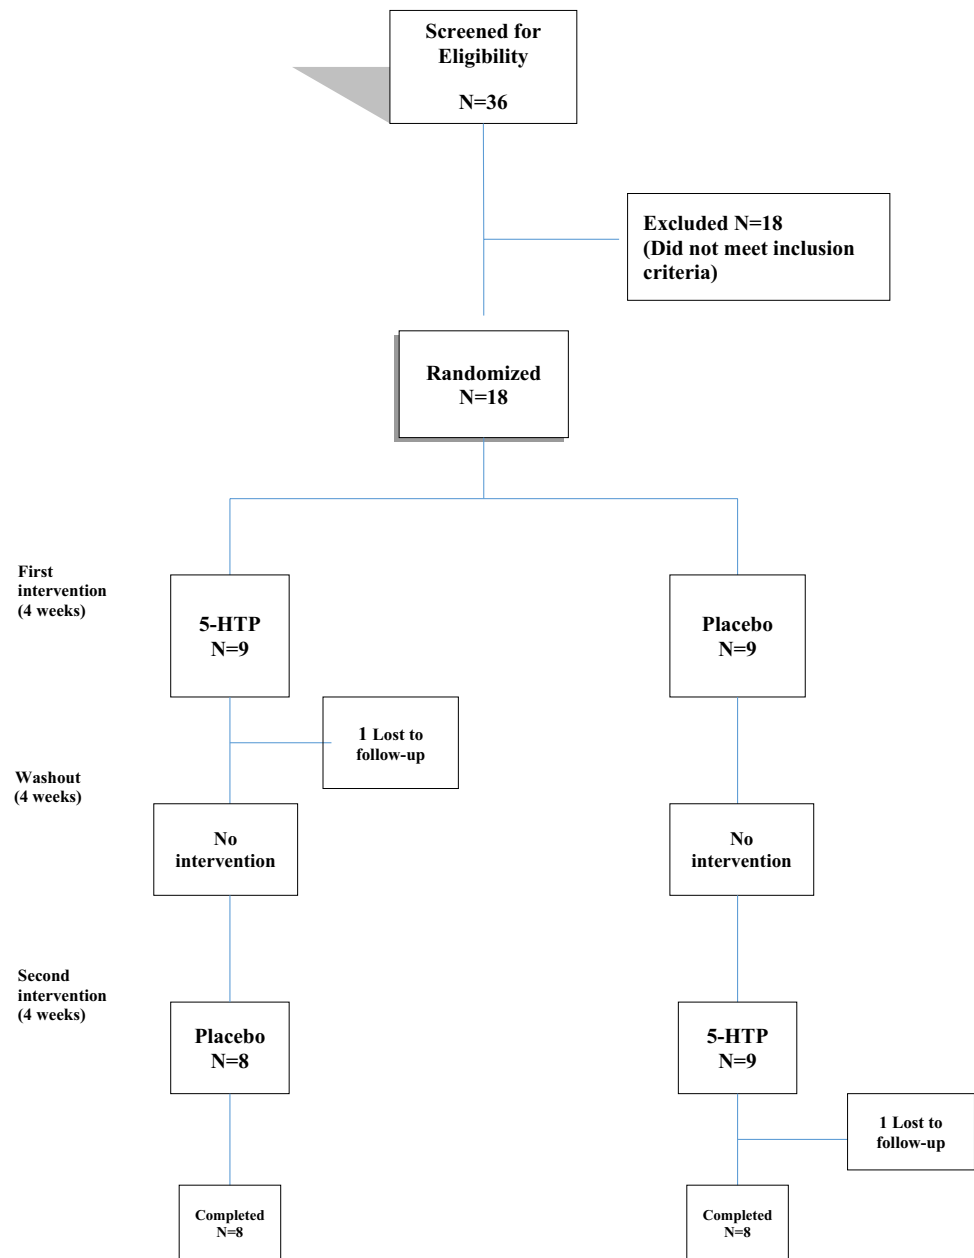 Screened for
Eligibility
N=36
Excluded N=18
(Did not meet inclusion
criteria)
Randomized
N=18
First
intervention
(4 weeks)
5-HTP
N=9
Placebo
N=9
1 Lost to
follow-up
Washout
(4 weeks)
No
intervention
No
intervention
Second
intervention
(4 weeks)
Placebo
N=8
5-HTP
N=9
1 Lost to
follow-up
Completed
N=8
Completed
N=8